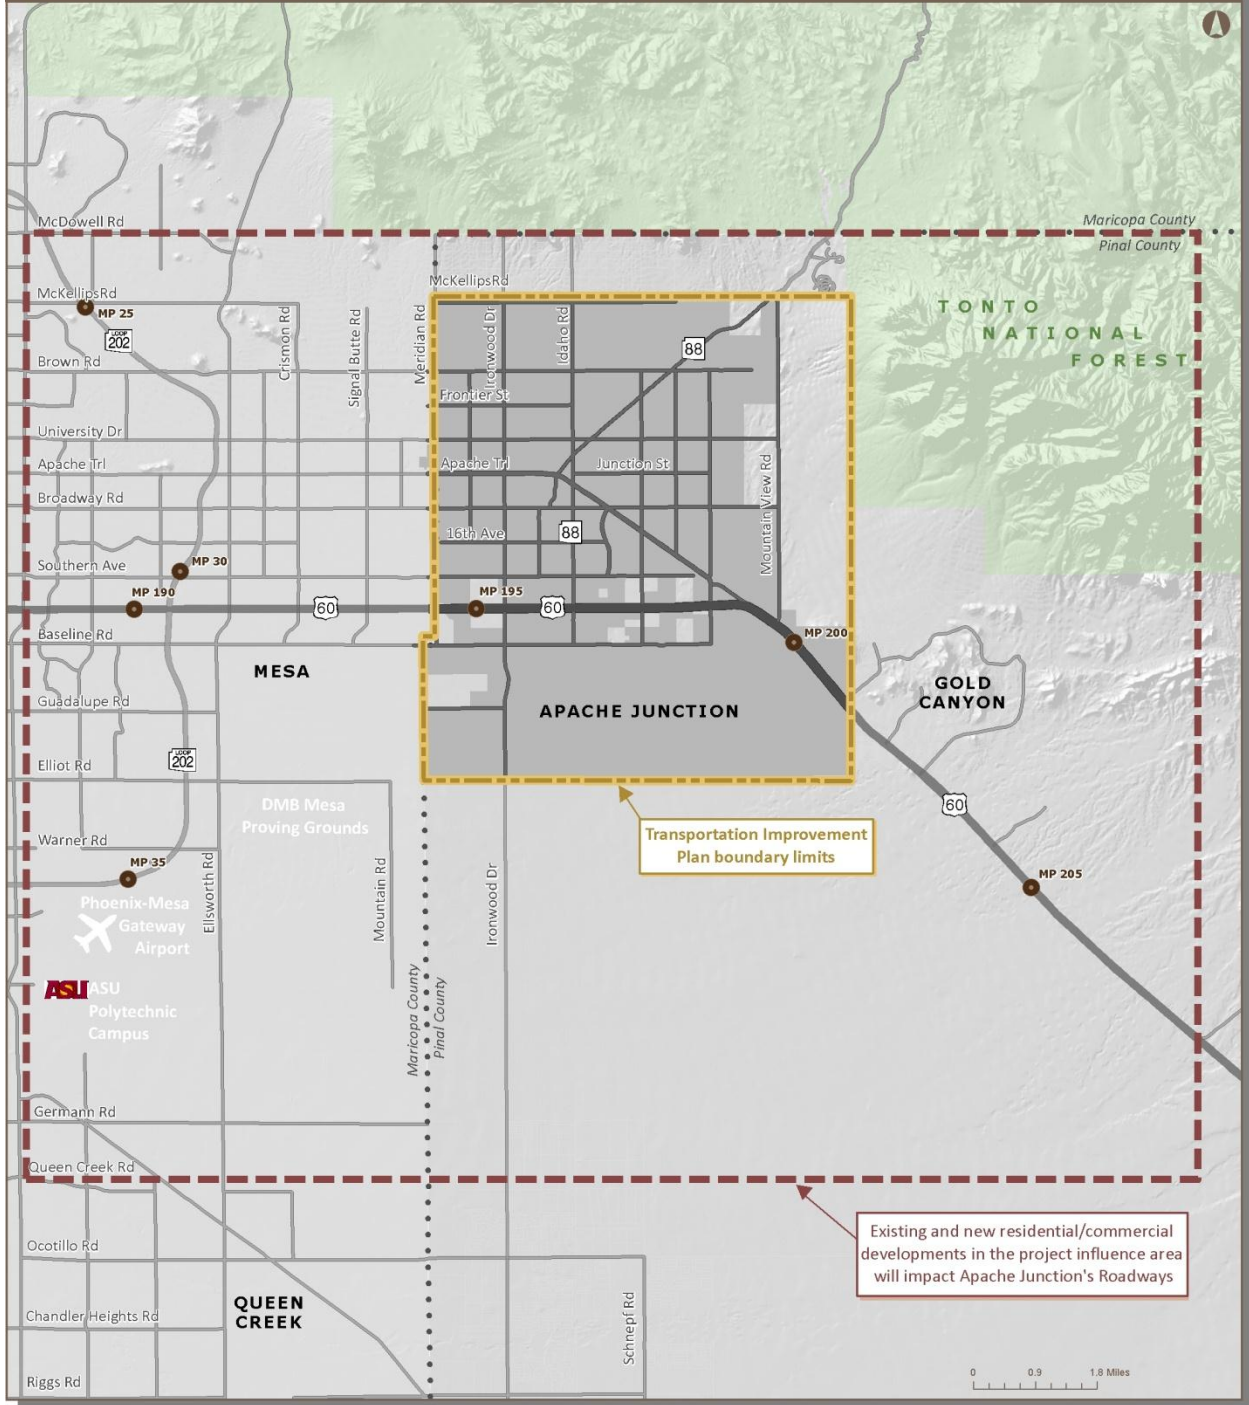 McDowell Rd
Maricopa County
Pinal County
McKellipsRd
McKellipsRd
MP 25
LOOP
202
TONTO
NATIONAL
FOREST
Crismon Rd
Signal Butte Rd
Meridian Rd
Ironwood Dr
Idaho Rd
88
Brown Rd
Frontier St
University Dr
Apache Trl
Apache Trl
Junction St
Broadway Rd
Mountain View Rd
16th Ave
88
Southern Ave
MP 30
MP 190
MP 195
60
60
Baseline Rd
MP 200
MESA
GOLD
CANYON
Guadalupe Rd
APACHE JUNCTION
LOOP
202
Elliot Rd
DMB Mesa
Proving Grounds
60
Transportation Improvement
Plan boundary limits
Warner Rd
MP 35
Ellsworth Rd
Mountain Rd
Ironwood Dr
MP 205
Phoenix-Mesa
Gateway
Airport
ASU
ASU
Polytechnic
Campus
Maricopa County
Pinal County
Germann Rd
Queen Creek Rd
Existing and new residential/commercial
developments in the project influence area
will impact Apache Junction's Roadways
Ocotillo Rd
Chandler Heights Rd
QUEEN
CREEK
Schnepf Rd
Riggs Rd
0 0.9 1.8 Miles